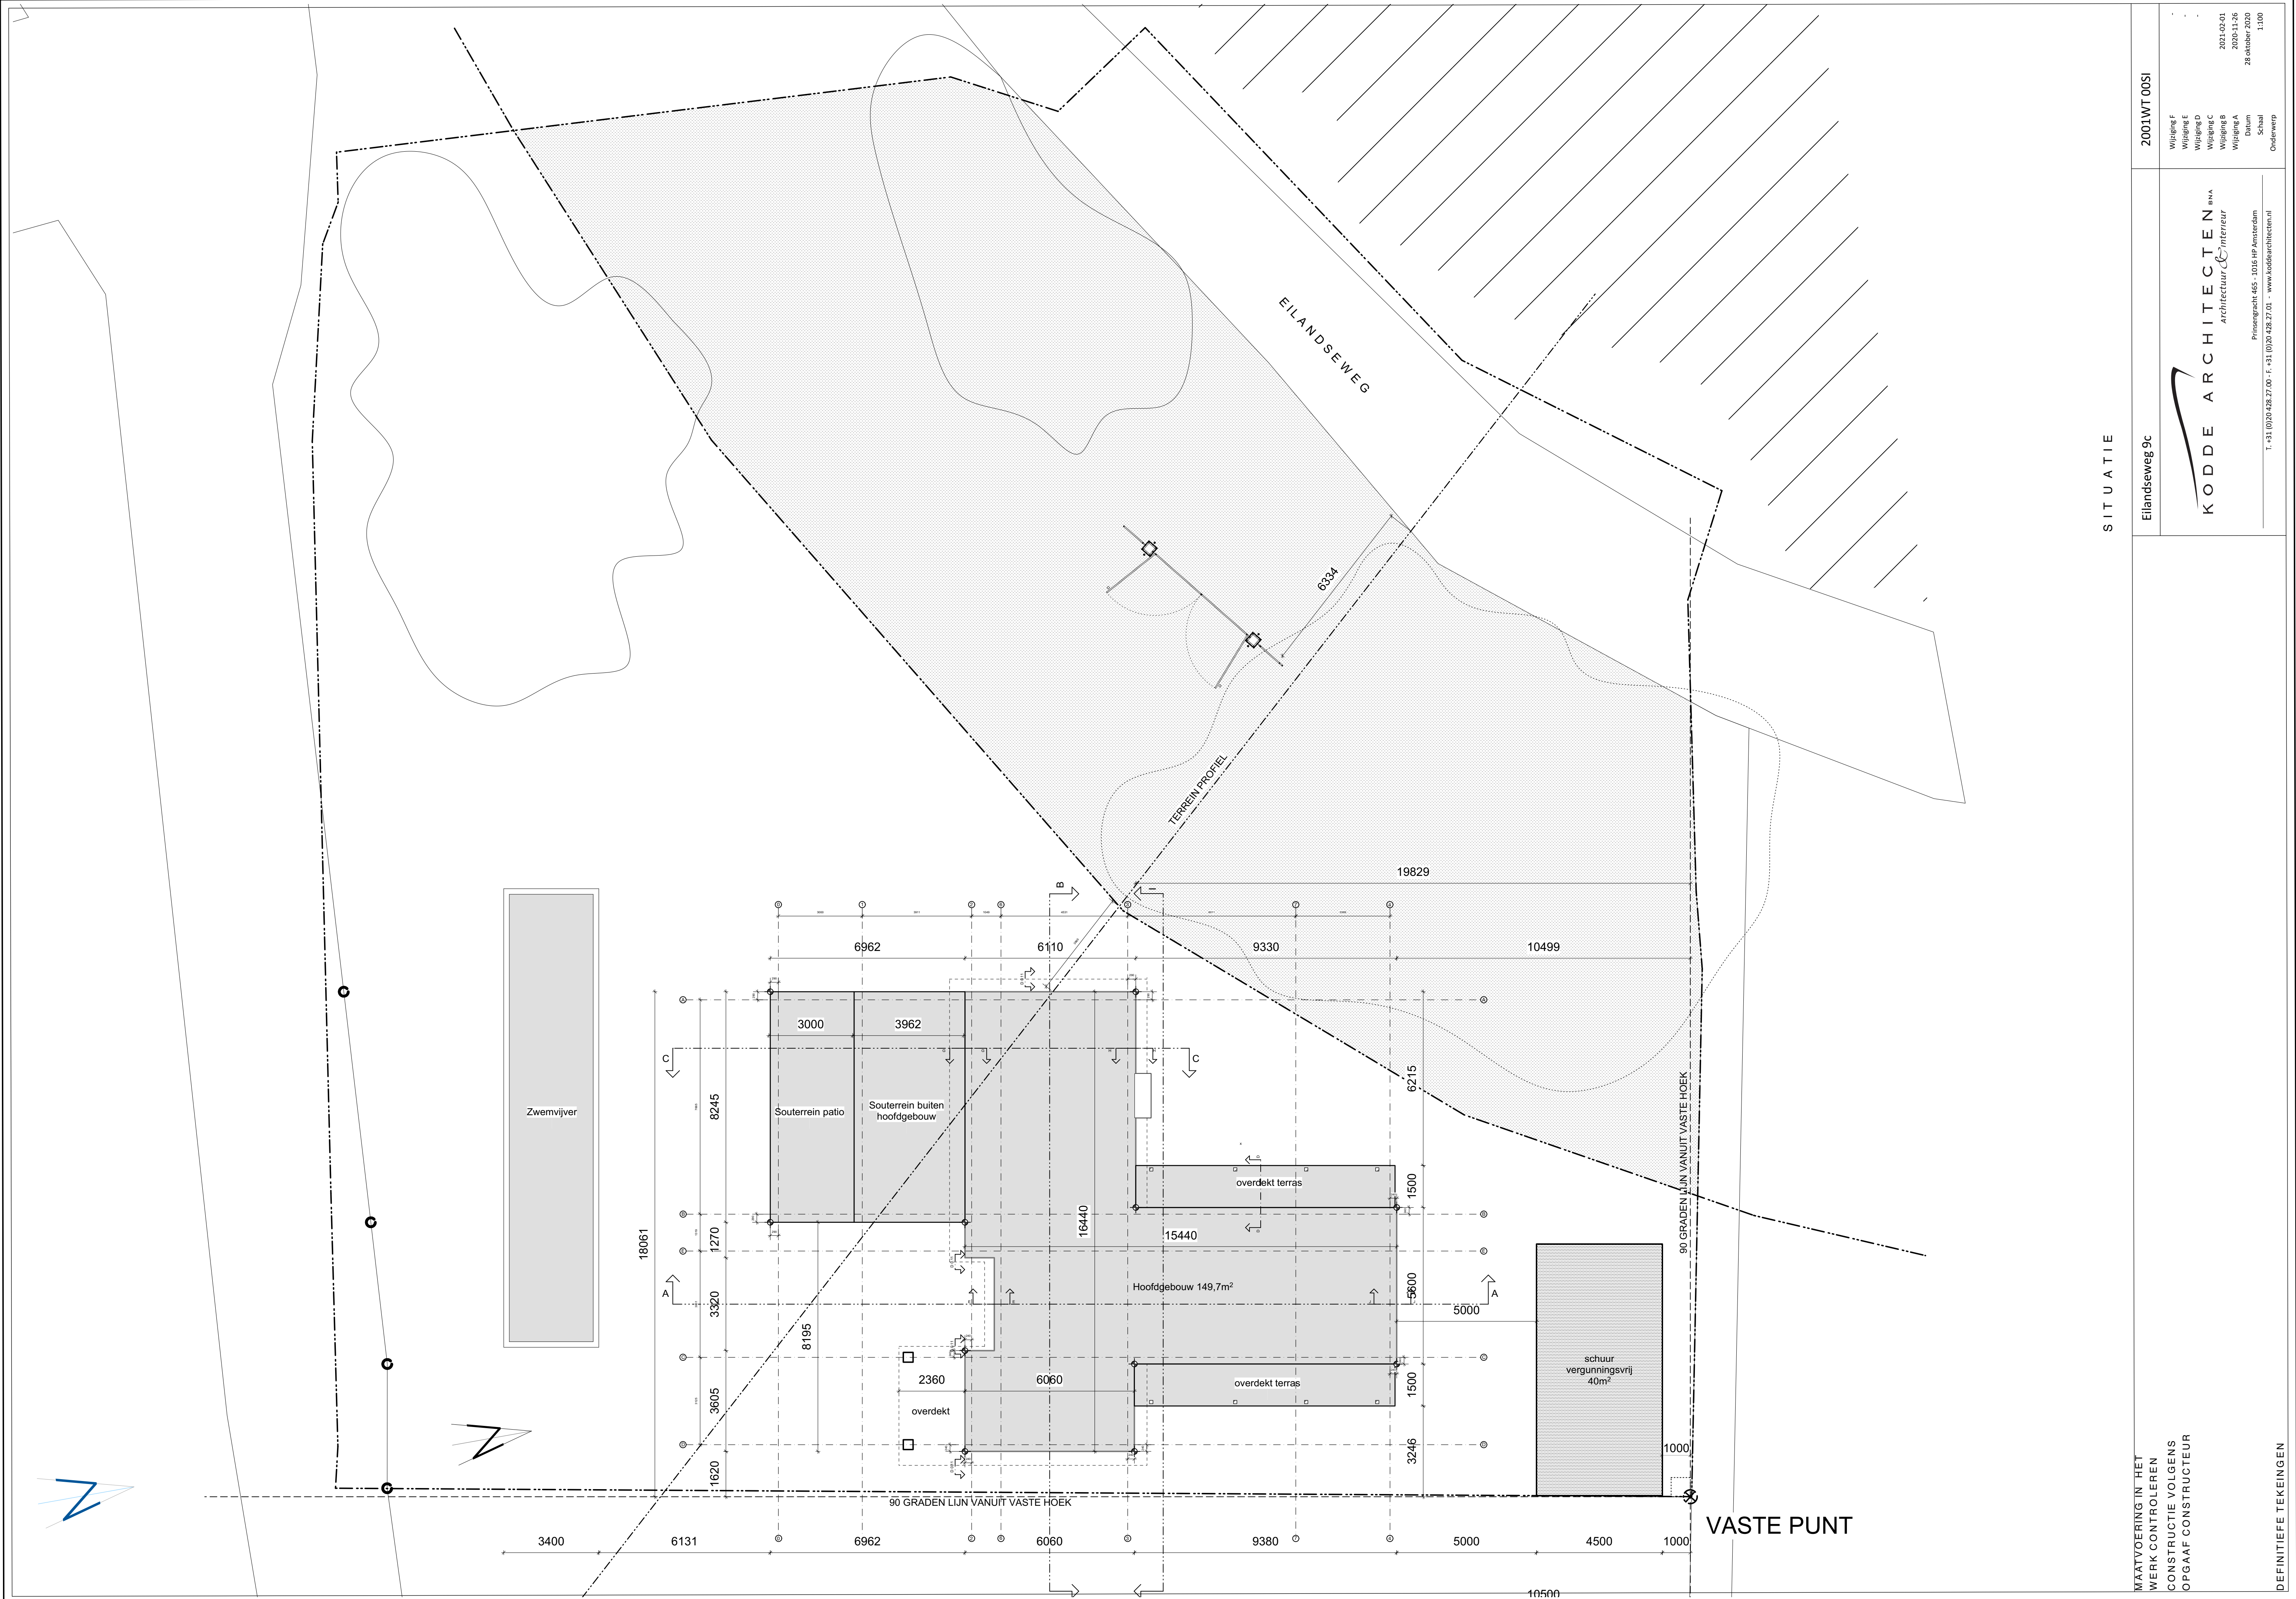 EILANDSEWEG
6334
TERREIN PROFIEL
19829
B
6962
6110
9330
10499
3000
3962
C
C
6215
8245
Zwemvijver
Souterrein patio
Souterrein buiten
hoofdgebouw
90 GRADEN LIJN VANUIT VASTE HOEK
overdekt terras
1500
16440
15440
18061
1270
Hoofdgebouw 149,7m²
5600
A
A
3320
5000
8195
schuur
vergunningsvrij
40m²
2360
6060
overdekt terras
1500
3605
overdekt
3246
1000
1620
90 GRADEN LIJN VANUIT VASTE HOEK
VASTE PUNT
3400
6131
6962
6060
9380
5000
4500
1000
10500
SITUATIE
2001WT 00SI
Eilandseweg 9c
Wijziging F -
Wijziging E -
Wijziging D -
Wijziging C
Wijziging B 2021-02-01
Wijziging A 2020-11-26
Datum 28 oktober 2020
Schaal 1:100
Onderwerp
KODDE ARCHITECTEN BNA
Architectuur & interieur
Prinsengracht 465 - 1016 HP Amsterdam
T. +31 (0)20 428.27.00 - F. +31 (0)20 428.27.01 - www.koddearchitecten.nl
MAATVOERING IN HET
WERK CONTROLEREN
CONSTRUCTIE VOLGENS
OPGAAF CONSTRUCTEUR
DEFINITIEFE TEKENINGEN